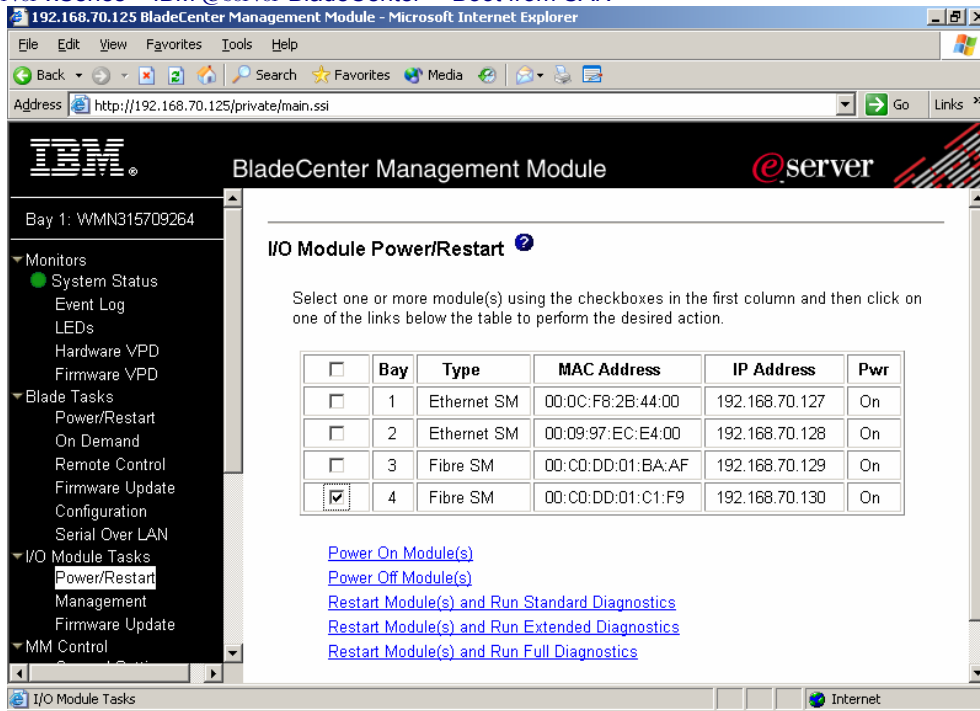 192.168.70.125 BladeCenter Management Module - Microsoft Internet Explorer
File Edit View Favorites Tools Help
Back Search Favorites Media
Address http://192.168.70.125/private/main.ssi Go Links »
IBM® BladeCenter Management Module @server
Bay 1: WMN315709264
Monitors
System Status
Event Log
LEDs
Hardware VPD
Firmware VPD
Blade Tasks
Power/Restart
On Demand
Remote Control
Firmware Update
Configuration
Serial Over LAN
I/O Module Tasks
Power/Restart
Management
Firmware Update
MM Control
I/O Module Power/Restart ?
Select one or more module(s) using the checkboxes in the first column and then click on
one of the links below the table to perform the desired action.
Bay Type MAC Address IP Address Pwr
1 Ethernet SM 00:0C:F8:2B:44:00 192.168.70.127 On
2 Ethernet SM 00:09:97:EC:E4:00 192.168.70.128 On
3 Fibre SM 00:C0:DD:01:BA:AF 192.168.70.129 On
4 Fibre SM 00:C0:DD:01:C1:F9 192.168.70.130 On
Power On Module(s)
Power Off Module(s)
Restart Module(s) and Run Standard Diagnostics
Restart Module(s) and Run Extended Diagnostics
Restart Module(s) and Run Full Diagnostics
I/O Module Tasks Internet